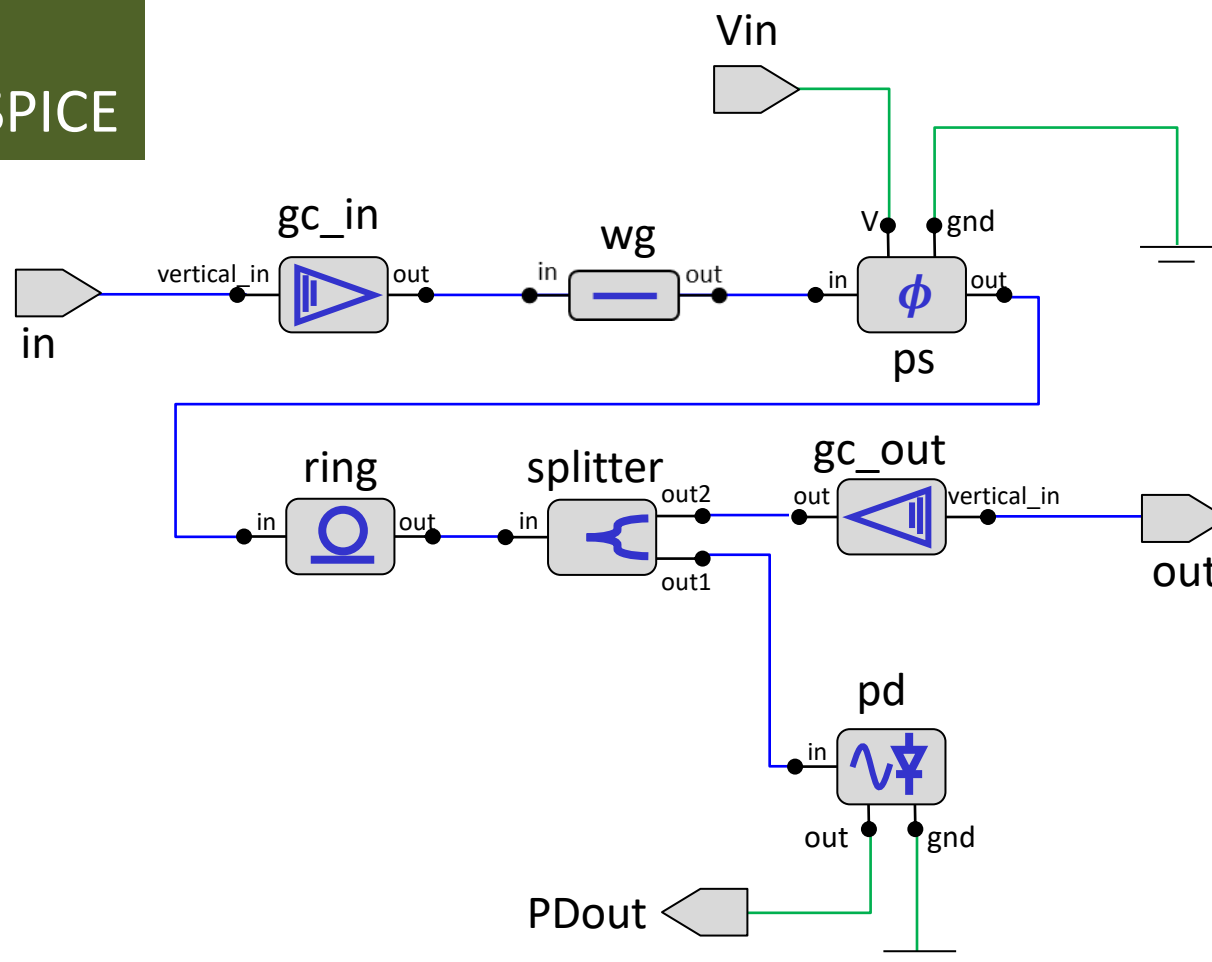 SPICE
Vin
gc_in
wg
V
gnd
vertical_in
out
in
out
in
out
in
ps
ring
splitter
gc_out
out2
out
vertical_in
in
out
in
out1
out
pd
in
out
gnd
PDout
ϕ